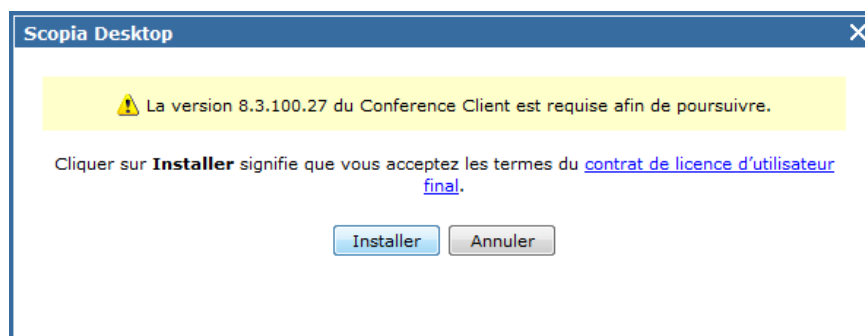 Scopia Desktop
La version 8.3.100.27 du Conference Client est requise afin de poursuivre.
Cliquer sur Installer signifie que vous acceptez les termes du contrat de licence d'utilisateur
final.
Installer Annuler